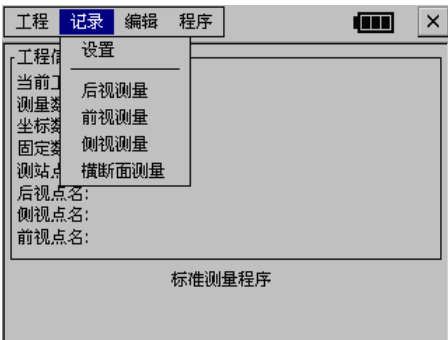 工程 记录 编辑 程序 ×
设置
后视测量
前视测量
侧视测量
横断面测量
工程信
当前
测量数
坐标数
固定数
测站点
后视点名:
侧视点名:
前视点名:
标准测量程序